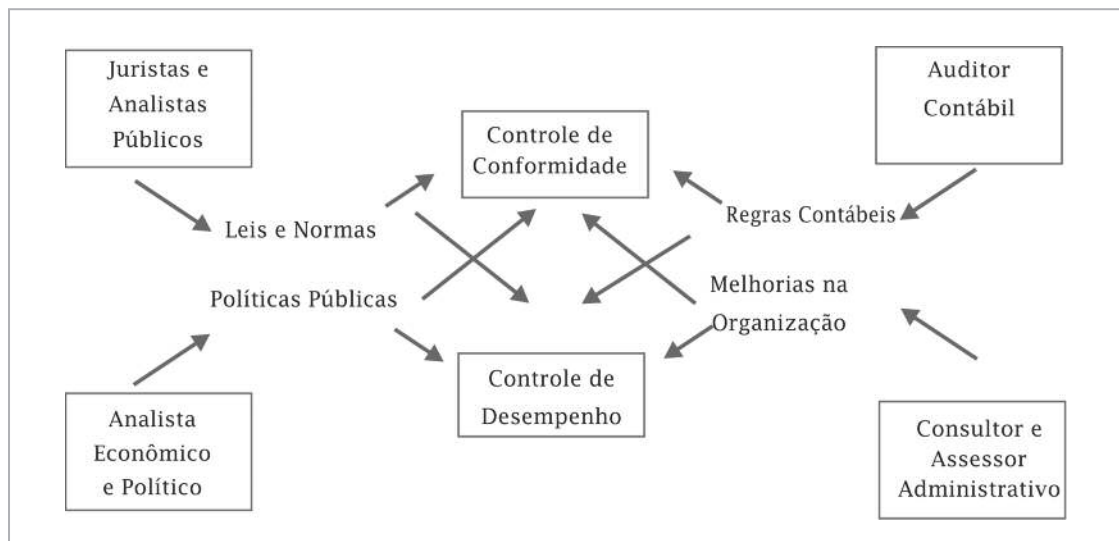 Juristas e
Analistas
Públicos
Auditor
Contábil
Controle de
Conformidade
Leis e Normas
Regras Contábeis
Políticas Públicas
Melhorias na
Organização
Controle de
Desempenho
Analista
Econômico
e Político
Consultor e
Assessor
Administrativo